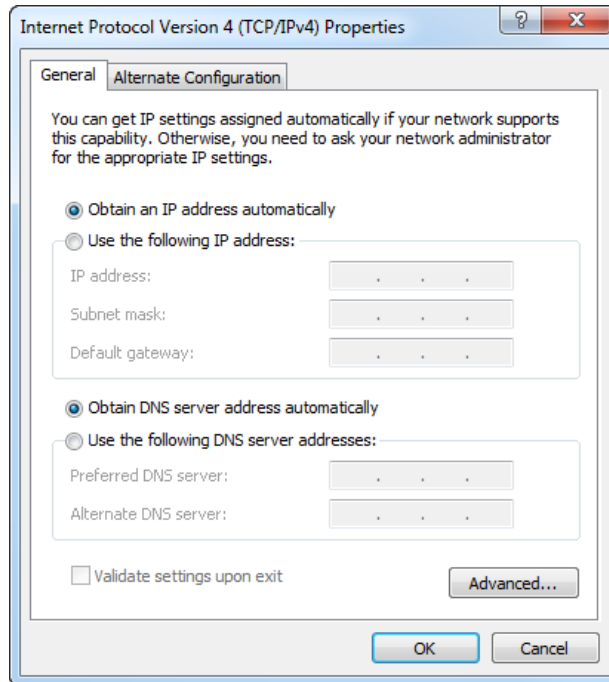 Internet Protocol Version 4 (TCP/IPv4) Properties
General
Alternate Configuration
You can get IP settings assigned automatically if your network supports
this capability. Otherwise, you need to ask your network administrator
for the appropriate IP settings.
Obtain an IP address automatically
Use the following IP address:
IP address:
Subnet mask:
Default gateway:
Obtain DNS server address automatically
Use the following DNS server addresses:
Preferred DNS server:
Alternate DNS server:
Validate settings upon exit
Advanced...
OK
Cancel